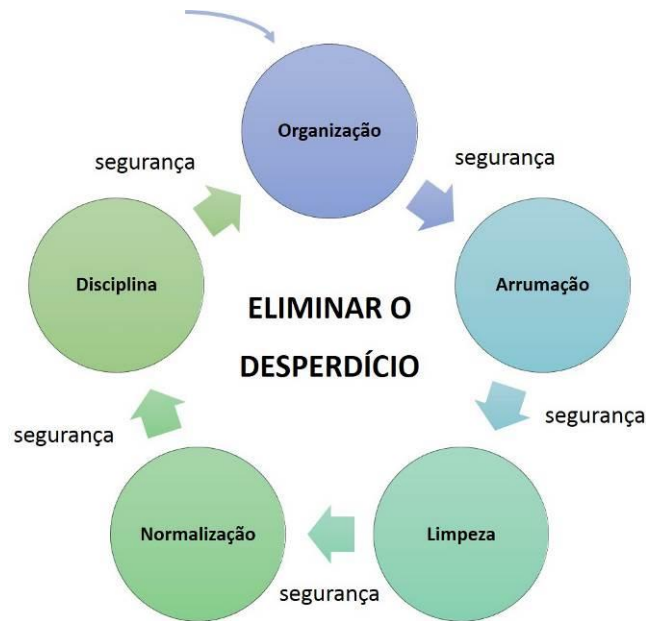 Organização
segurança
segurança
Disciplina
Arrumação
ELIMINAR O
DESPERDÍCIO
segurança
segurança
Normalização
Limpeza
segurança